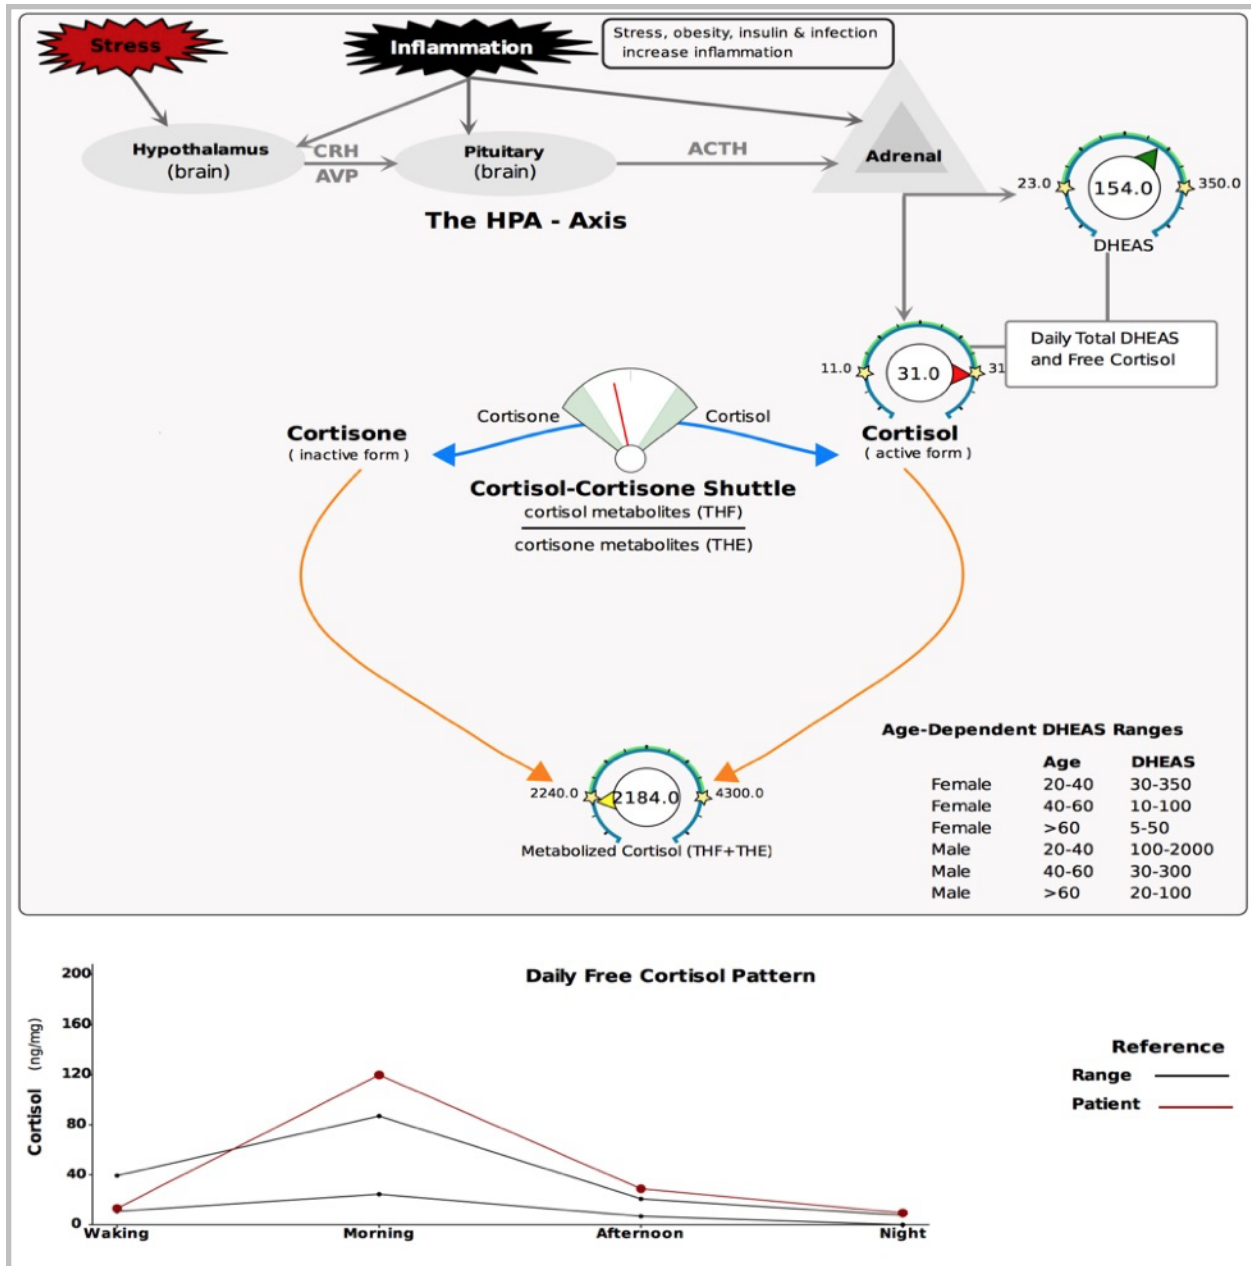 Stress
Inflammation
Stress, obesity, insulin & infection
increase inflammation
Hypothalamus
(brain)
CRH
AVP
Pituitary
(brain)
ACTH
Adrenal
The HPA - Axis
23.0
154.0
350.0
DHEAS
Daily Total DHEAS
and Free Cortisol
11.0
31.0
31
Cortisone
Cortisol
Cortisone
( inactive form )
Cortisol
( active form )
Cortisol-Cortisone Shuttle
cortisol metabolites (THF)
cortisone metabolites (THE)
2240.0
2184.0
4300.0
Metabolized Cortisol (THF+THE)
Age-Dependent DHEAS Ranges
Age DHEAS
Female 20-40 30-350
Female 40-60 10-100
Female >60 5-50
Male 20-40 100-2000
Male 40-60 30-300
Male >60 20-100
Daily Free Cortisol Pattern
Cortisol (ng/mg)
200
160
120
80
40
0
Waking Morning Afternoon Night
Reference
Range
Patient